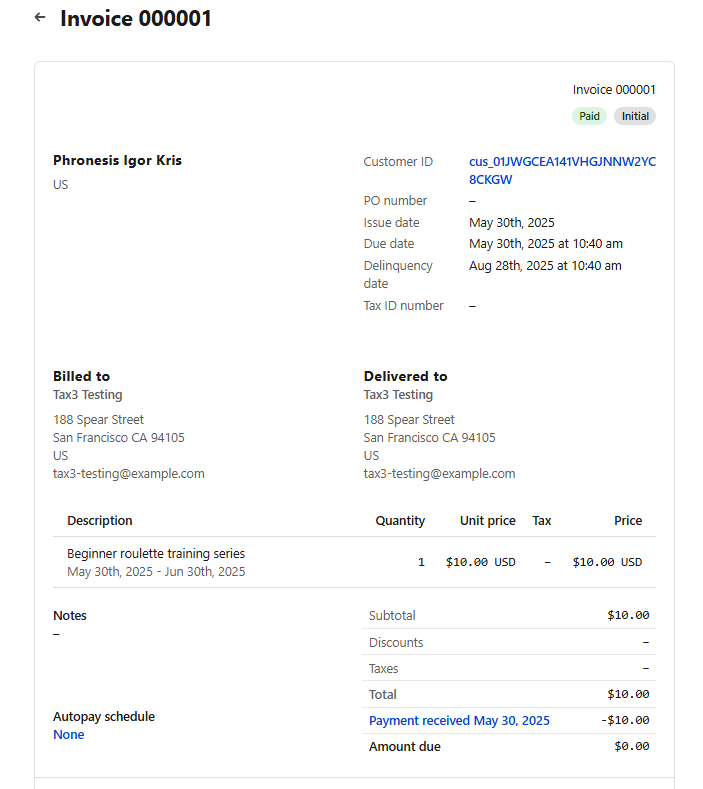 ← Invoice 000001
Invoice 000001
Paid Initial
Phronesis Igor Kris
US
Customer ID cus_01JWGCEA141VHGJNNW2YC
8CKGW
PO number –
Issue date May 30th, 2025
Due date May 30th, 2025 at 10:40 am
Delinquency Aug 28th, 2025 at 10:40 am
date
Tax ID number –
Billed to
Tax3 Testing
188 Spear Street
San Francisco CA 94105
US
tax3-testing@example.com
Delivered to
Tax3 Testing
188 Spear Street
San Francisco CA 94105
US
tax3-testing@example.com
Description Quantity Unit price Tax Price
Beginner roulette training series 1 $10.00 USD – $10.00 USD
May 30th, 2025 - Jun 30th, 2025
Notes
–
Autopay schedule
None
Subtotal $10.00
Discounts –
Taxes –
Total $10.00
Payment received May 30, 2025 -$10.00
Amount due $0.00